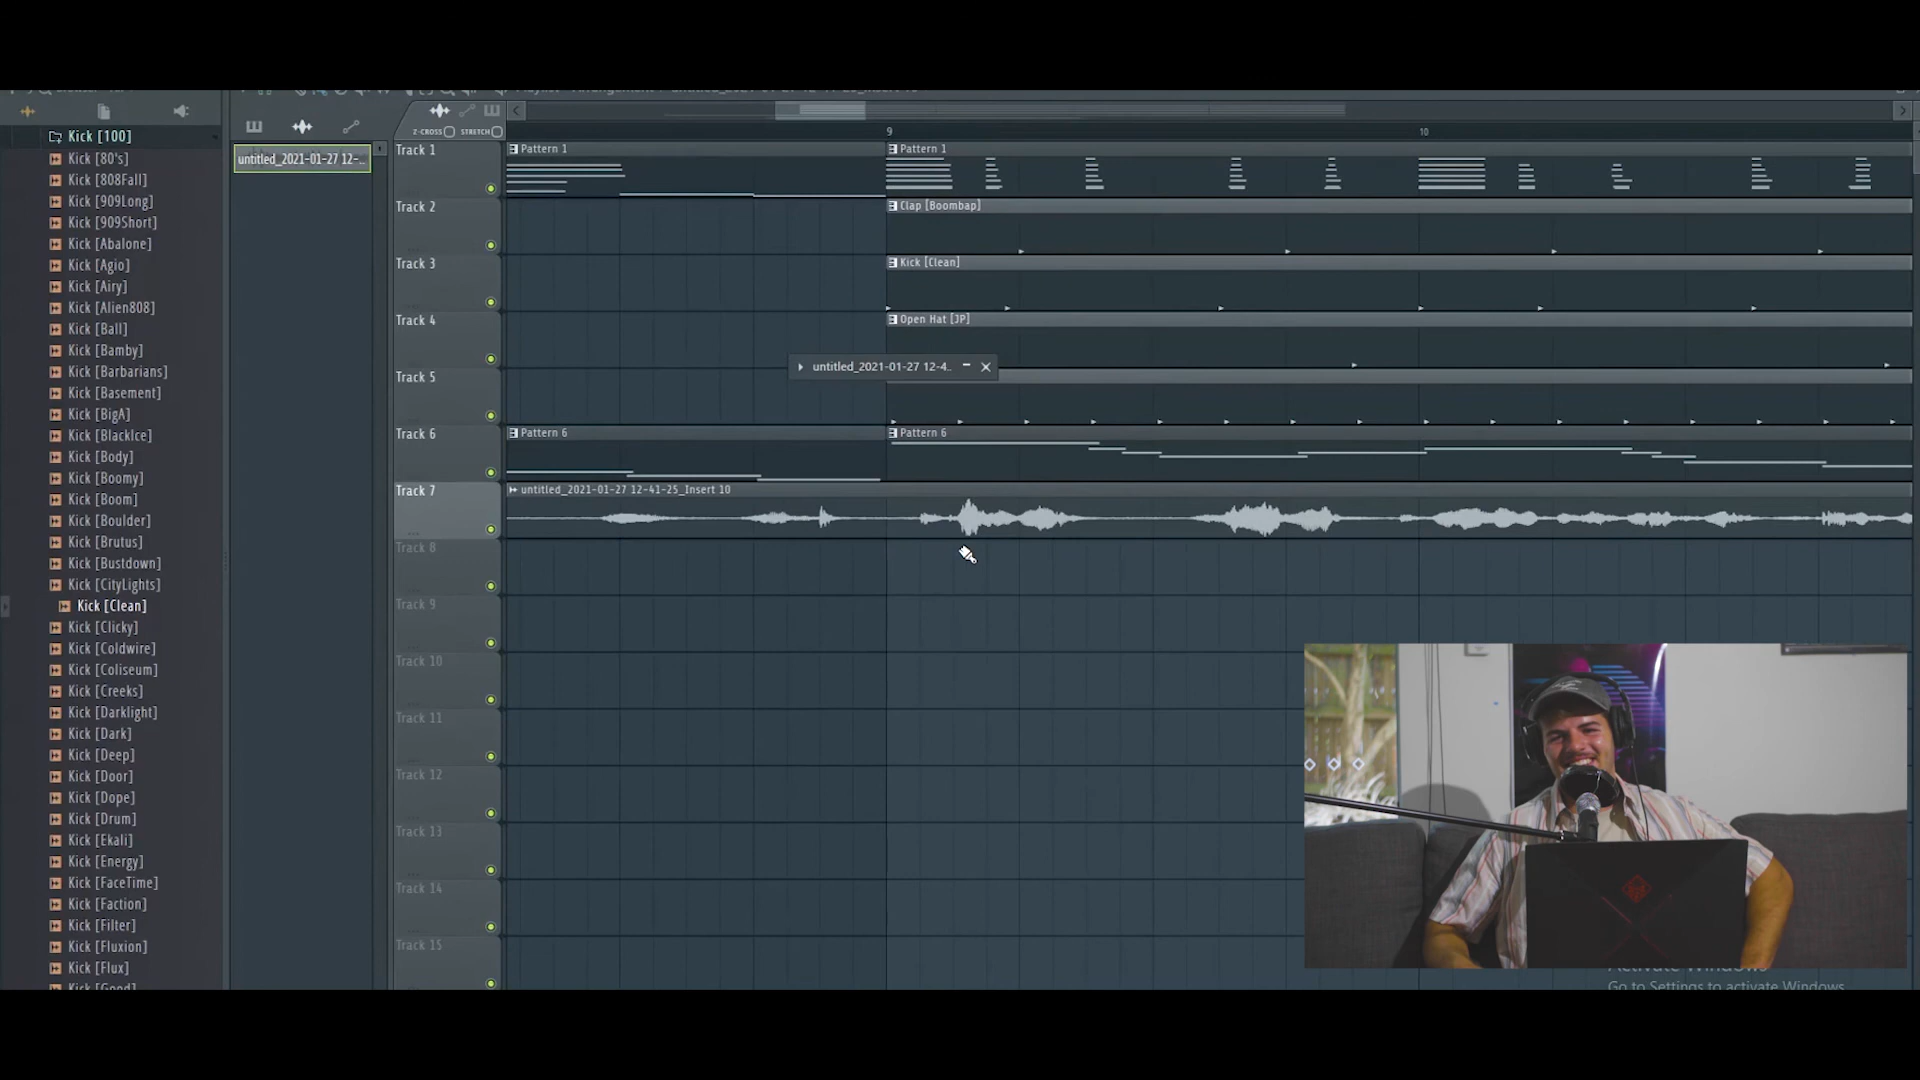 Kick [100]
Kick [80's]
Kick [808Fall]
Kick [909Long]
Kick [909Short]
Kick [Abalone]
Kick [Agio]
Kick [Airy]
Kick [Alien808]
Kick [Ball]
Kick [Bamby]
Kick [Barbarians]
Kick [Basement]
Kick [BigA]
Kick [BlackIce]
Kick [Body]
Kick [Boomy]
Kick [Boom]
Kick [Boulder]
Kick [Brutus]
Kick [Bustdown]
Kick [CityLights]
Kick [Clean]
Kick [Clicky]
Kick [Coldwire]
Kick [Coliseum]
Kick [Creeks]
Kick [Darklight]
Kick [Dark]
Kick [Deep]
Kick [Door]
Kick [Dope]
Kick [Drum]
Kick [Ekali]
Kick [Energy]
Kick [FaceTime]
Kick [Faction]
Kick [Filter]
Kick [Fluxion]
Kick [Flux]
Kick [Good]
untitled_2021-01-27 12-..
Z-CROSS STRETCH
9 10
Track 1
Pattern 1
Pattern 1
Track 2
Clap [Boombap]
Track 3
Kick [Clean]
Track 4
Open Hat [JP]
untitled_2021-01-27 12-4..
Track 5
Track 6
Pattern 6
Pattern 6
Track 7
untitled_2021-01-27 12-41-25_Insert 10
Track 8
Track 9
Track 10
Track 11
Track 12
Track 13
Track 14
Track 15
Activate Windows
Go to Settings to activate Windows.